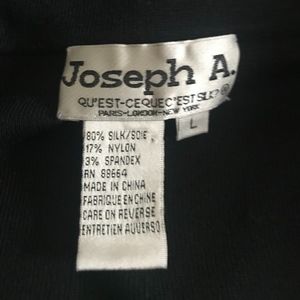 Joseph A.
QU'EST-CEQUEC'EST SILK?®
PARIS-LONDON-NEW YORK
L
80% SILK/SOIE
17% NYLON
3% SPANDEX
RN 89664
MADE IN CHINA
FABRIQUE EN CHINE
CARE ON REVERSE
ENTRETIEN AU VERSO